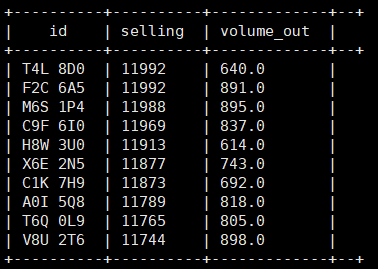 +----------+----------+-------------+--+
|    id    | selling  | volume_out  |
+----------+----------+-------------+--+
| T4L 8D0  | 11992    | 640.0       |
| F2C 6A5  | 11992    | 891.0       |
| M6S 1P4  | 11988    | 895.0       |
| C9F 6I0  | 11969    | 837.0       |
| H8W 3U0  | 11913    | 614.0       |
| X6E 2N5  | 11877    | 743.0       |
| C1K 7H9  | 11873    | 692.0       |
| A0I 5Q8  | 11789    | 818.0       |
| T6Q 0L9  | 11765    | 805.0       |
| V8U 2T6  | 11744    | 898.0       |
+----------+----------+-------------+--+